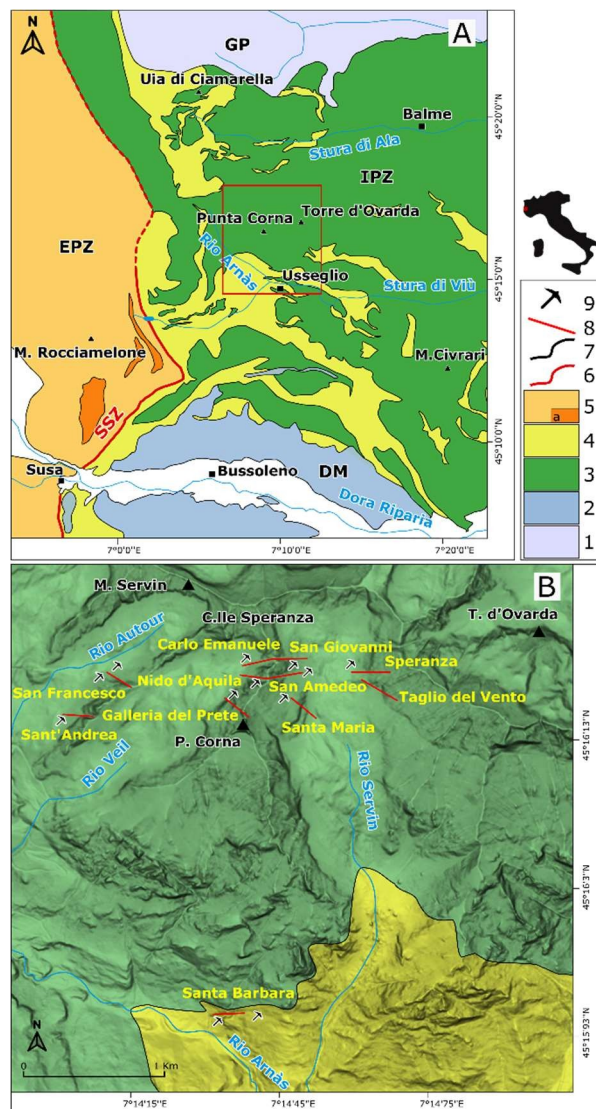 A
N
GP
Uia di Ciamarella
Balme
Stura di Ala
IPZ
Punta Corna
Torre d'Ovarda
EPZ
Rio Arnàs
Usseglio
Stura di Viù
M. Rocciamelone
M.Civrari
SSZ
Susa
Bussoleno
DM
Dora Riparia
45°20'0''N
45°15'0''N
45°10'0''N
7°0'0''E
7°10'0''E
7°20'0''E
9
8
7
6
5
a
4
3
2
1
B
M. Servin
C.lle Speranza
T. d'Ovarda
Rio Autour
Carlo Emanuele
San Giovanni
Speranza
San Francesco
Nido d'Aquila
San Amedeo
Taglio del Vento
Galleria del Prete
Santa Maria
Sant'Andrea
P. Corna
Rio Veil
Rio Servin
Santa Barbara
Rio Arnàs
N
0
1 Km
45°1.91,61.3''N
45°16'3''N
45°15'93''N
7°14'15''E
7°14'45''E
7°14'75''E